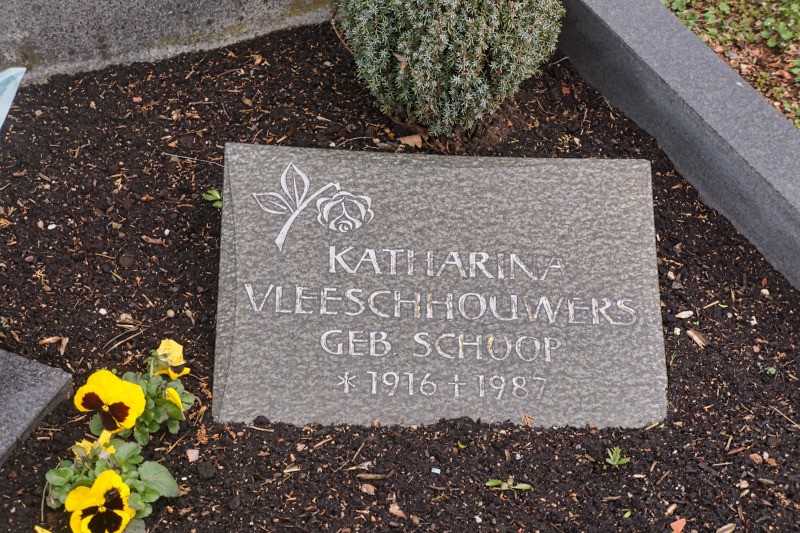 KATHARINA
VLEESCHHOUWERS
GEB SCHOOP
* 1916 + 1987